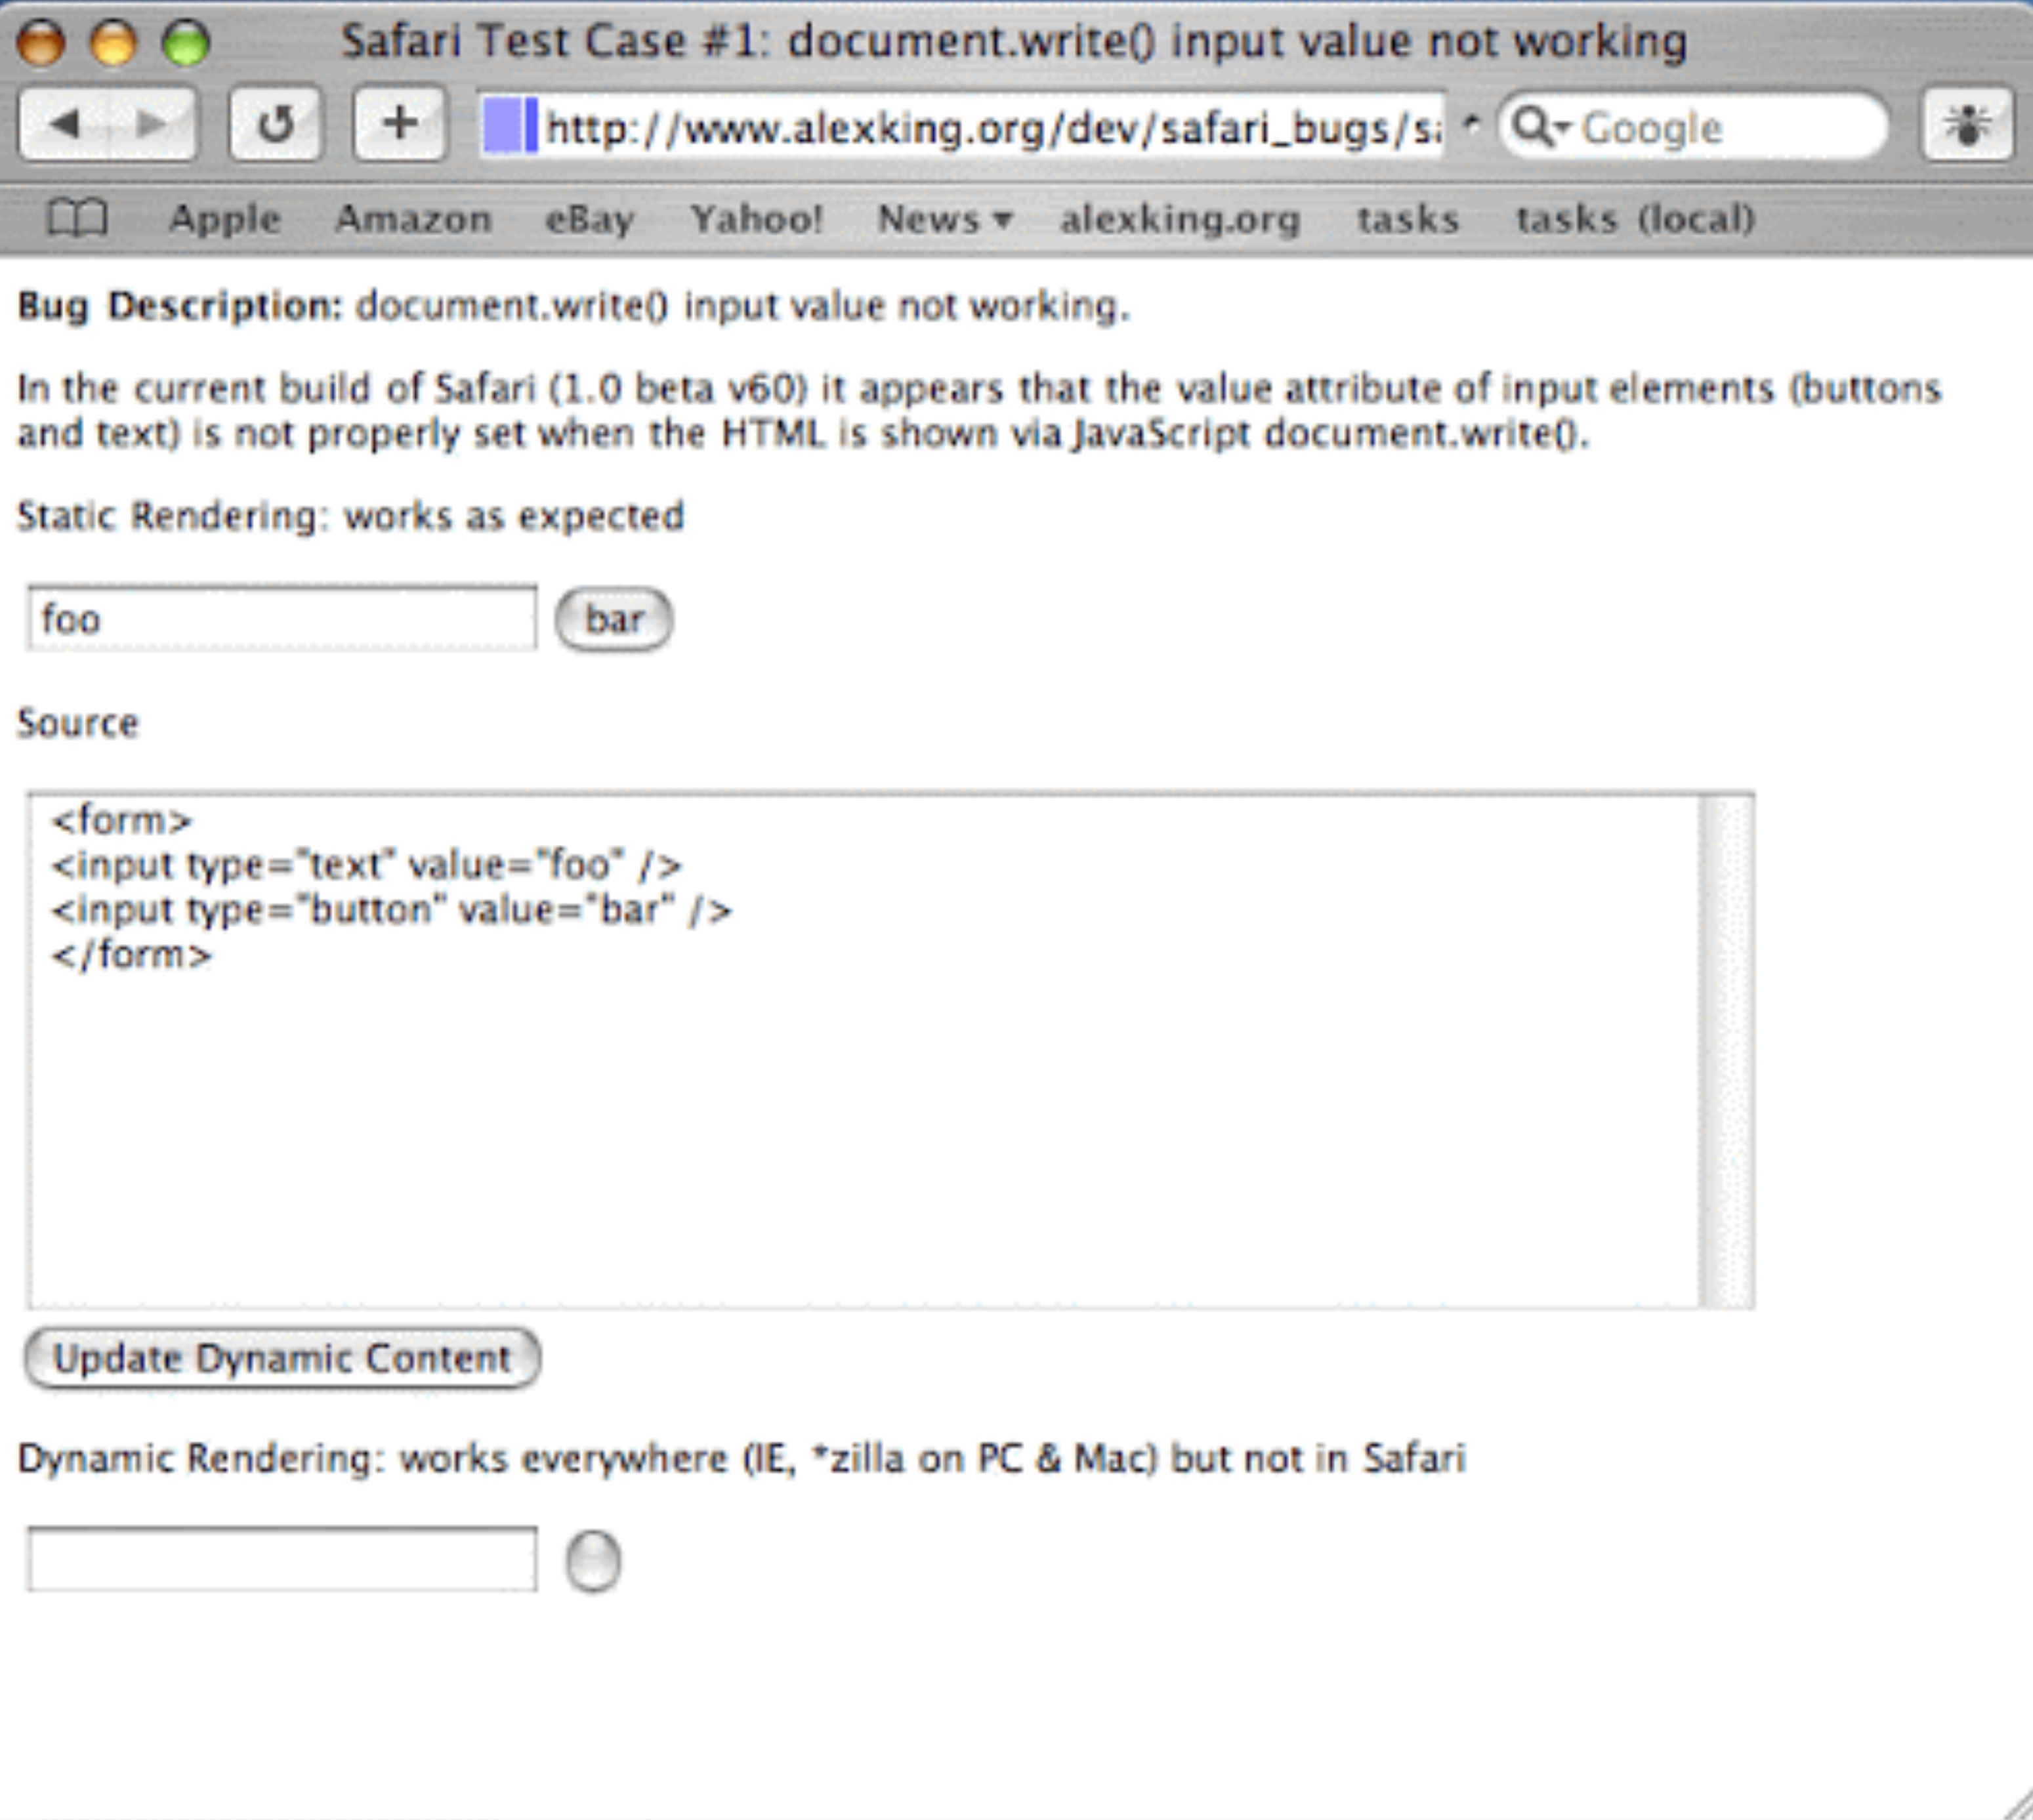 Safari Test Case #1: document.write() input value not working
http://www.alexking.org/dev/safari_bugs/
Google
Apple Amazon eBay Yahoo! News alexking.org tasks tasks (local)
Bug Description: document.write() input value not working.
In the current build of Safari (1.0 beta v60) it appears that the value attribute of input elements (buttons
and text) is not properly set when the HTML is shown via JavaScript document.write().
Static Rendering: works as expected
foo bar
Source
<form>
<input type="text" value="foo" />
<input type="button" value="bar" />
</form>
Update Dynamic Content
Dynamic Rendering: works everywhere (IE, *zilla on PC & Mac) but not in Safari